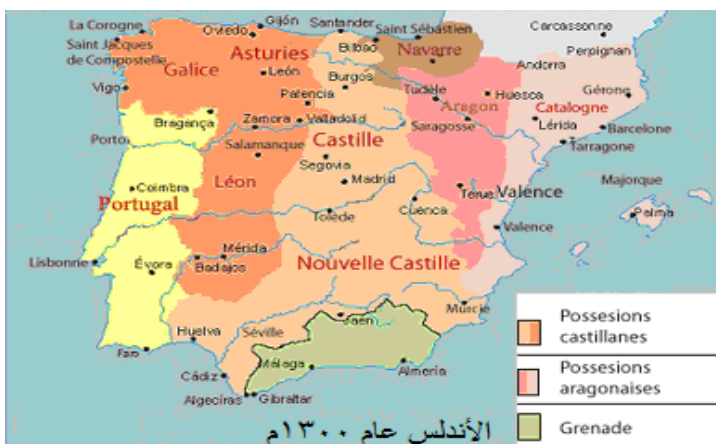 La Corogne
Gijón
Santander
Saint Sébastien
Carcassonne
Oviedo
Bilbao
Saint Jacques
de Compostelle
Asturies
Navarre
Perpignan
Galice
León
Burgos
Andorra
Vigo
Palencia
Tudèle
Huesca
Gérone
Aragon
Catalogne
Bragança
Zamora
Valladolid
Saragosse
Lérida
Barcelone
Porto
Salamanque
Castille
Tarragone
Segovia
Coimbra
Léon
Madrid
Teruel
Valence
Majorque
Portugal
Tolède
Cuenca
Palma
Valence
Lisbonne
Évora
Mérida
Badajos
Nouvelle Castille
Murcie
Huelva
Séville
Jaén
Faro
Málaga
Almería
Cádiz
Algeciras
Gibraltar
Possesions
castillanes
Possesions
aragonaises
Grenade
الأندلس عام ١٣٠٠م